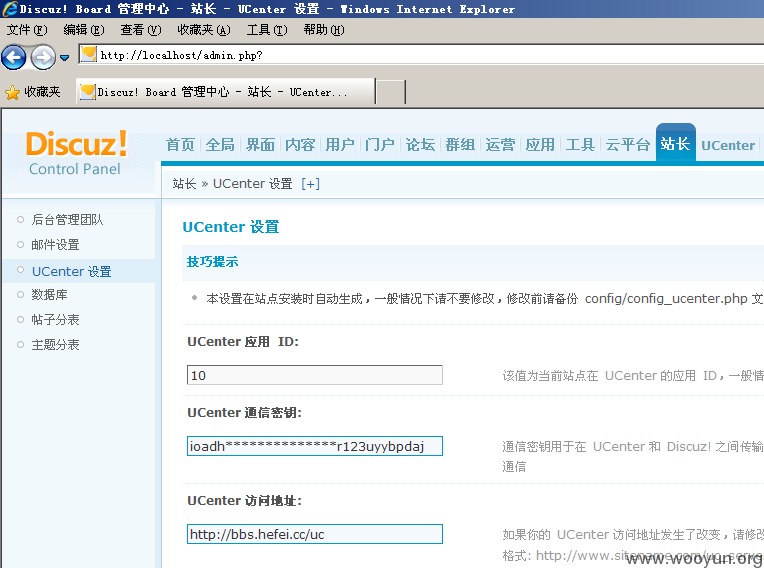 Discuz! Board 管理中心 - 站长 - UCenter 设置 - Windows Internet Explorer
文件(F) 编辑(E) 查看(V) 收藏夹(A) 工具(T) 帮助(H)
http://localhost/admin.php?
收藏夹 Discuz! Board 管理中心 - 站长 - UCenter...
Discuz!
Control Panel
首页 全局 界面 内容 用户 门户 论坛 群组 运营 应用 工具 云平台 站长 UCenter
站长 » UCenter 设置 [+]
后台管理团队
邮件设置
UCenter 设置
数据库
帖子分表
主题分表
UCenter 设置
技巧提示
本设置在站点安装时自动生成，一般情况下请不要修改，修改前请备份 config/config_ucenter.php 文
UCenter 应用 ID:
10
该值为当前站点在 UCenter 的应用 ID，一般情
UCenter 通信密钥:
ioadh**************r123uyybpdaj
通信密钥用于在 UCenter 和 Discuz! 之间传输
通信
UCenter 访问地址:
http://bbs.hefei.cc/uc
如果你的 UCenter 访问地址发生了改变，请修改
格式: http://www.sitename.com/uc_serve
www.wooyun.org